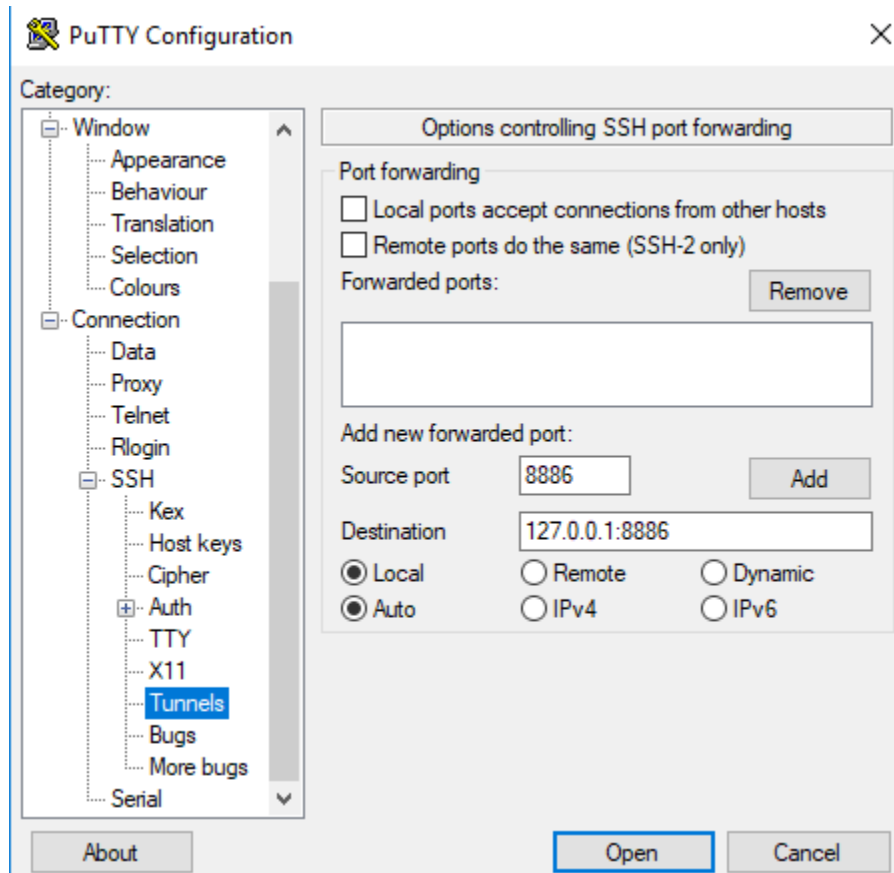 PuTTY Configuration
Category:
Window
Appearance
Behaviour
Translation
Selection
Colours
Connection
Data
Proxy
Telnet
Rlogin
SSH
Kex
Host keys
Cipher
Auth
TTY
X11
Tunnels
Bugs
More bugs
Serial
Options controlling SSH port forwarding
Port forwarding
Local ports accept connections from other hosts
Remote ports do the same (SSH-2 only)
Forwarded ports:
Remove
Add new forwarded port:
Source port 8886 Add
Destination 127.0.0.1:8886
Local Remote Dynamic
Auto IPv4 IPv6
About Open Cancel